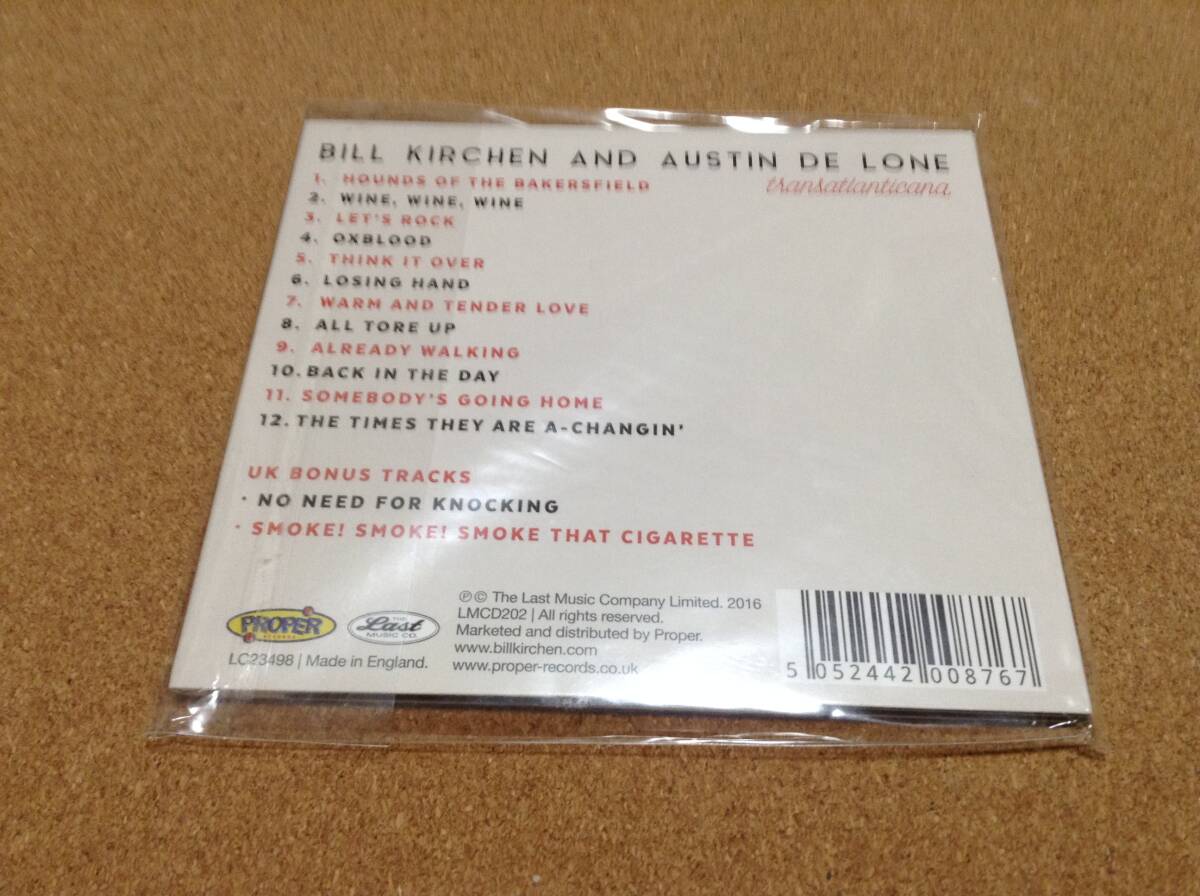 BILL KIRCHEN AND AUSTIN DE LONE
transatlanticana
1. HOUNDS OF THE BAKERSFIELD
2. WINE, WINE, WINE
3. LET'S ROCK
4. OXBLOOD
5. THINK IT OVER
6. LOSING HAND
7. WARM AND TENDER LOVE
8. ALL TORE UP
9. ALREADY WALKING
10. BACK IN THE DAY
11. SOMEBODY'S GOING HOME
12. THE TIMES THEY ARE A-CHANGIN'
UK BONUS TRACKS
· NO NEED FOR KNOCKING
· SMOKE! SMOKE! SMOKE THAT CIGARETTE
PROPER
RECORDS
THE
Last
MUSIC CO.
LC23498 | Made in England.
℗© The Last Music Company Limited. 2016
LMCD202 | All rights reserved.
Marketed and distributed by Proper.
www.billkirchen.com
www.proper-records.co.uk
5 052442 008767